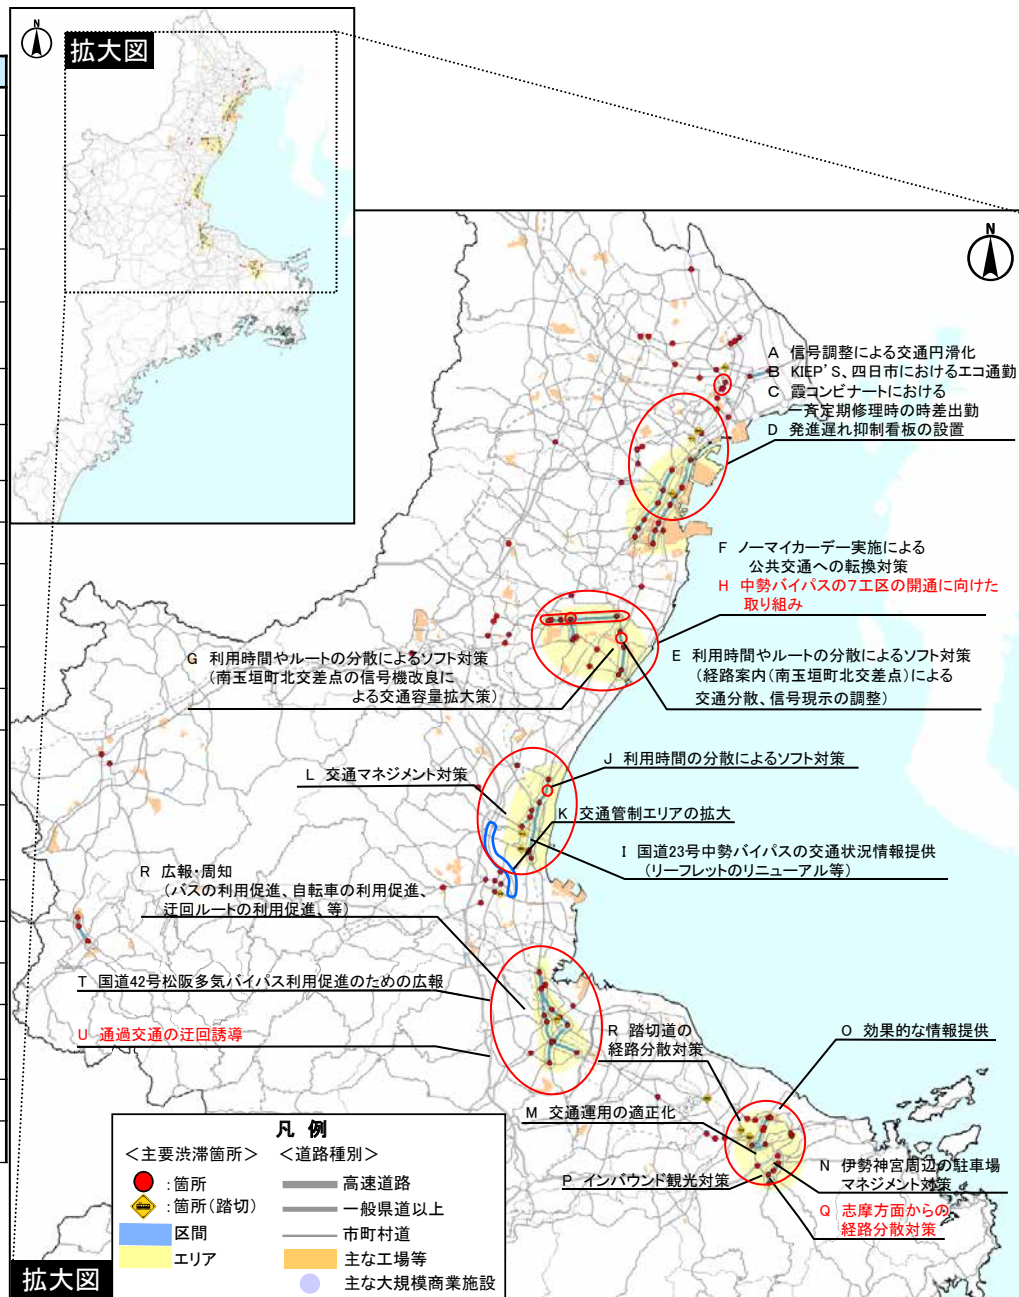 N
拡大図
N
A 信号調整による交通円滑化
B KIEP'S、四日市におけるエコ通勤
C 霞コンビナートにおける
一斉定期修理時の時差出勤
D 発進遅れ抑制看板の設置
F ノーマイカーデー実施による
公共交通への転換対策
H 中勢バイパスの7工区の開通に向けた
取り組み
G 利用時間やルートの分散によるソフト対策
(南玉垣町北交差点の信号機改良に
よる交通容量拡大策)
E 利用時間やルートの分散によるソフト対策
(経路案内(南玉垣町北交差点)による
交通分散、信号現示の調整)
L 交通マネジメント対策
J 利用時間の分散によるソフト対策
K 交通管制エリアの拡大
I 国道23号中勢バイパスの交通状況情報提供
(リーフレットのリニューアル等)
R 広報・周知
(バスの利用促進、自転車の利用促進、
迂回ルートの利用促進、等)
T 国道42号松阪多気バイパス利用促進のための広報
U 通過交通の迂回誘導
R 踏切道の
経路分散対策
O 効果的な情報提供
M 交通運用の適正化
P インバウンド観光対策
N 伊勢神宮周辺の駐車場
マネジメント対策
Q 志摩方面からの
経路分散対策
凡 例
＜主要渋滞箇所＞ ＜道路種別＞
:箇所 高速道路
:箇所(踏切) 一般県道以上
区間 市町村道
エリア 主な工場等
主な大規模商業施設
拡大図